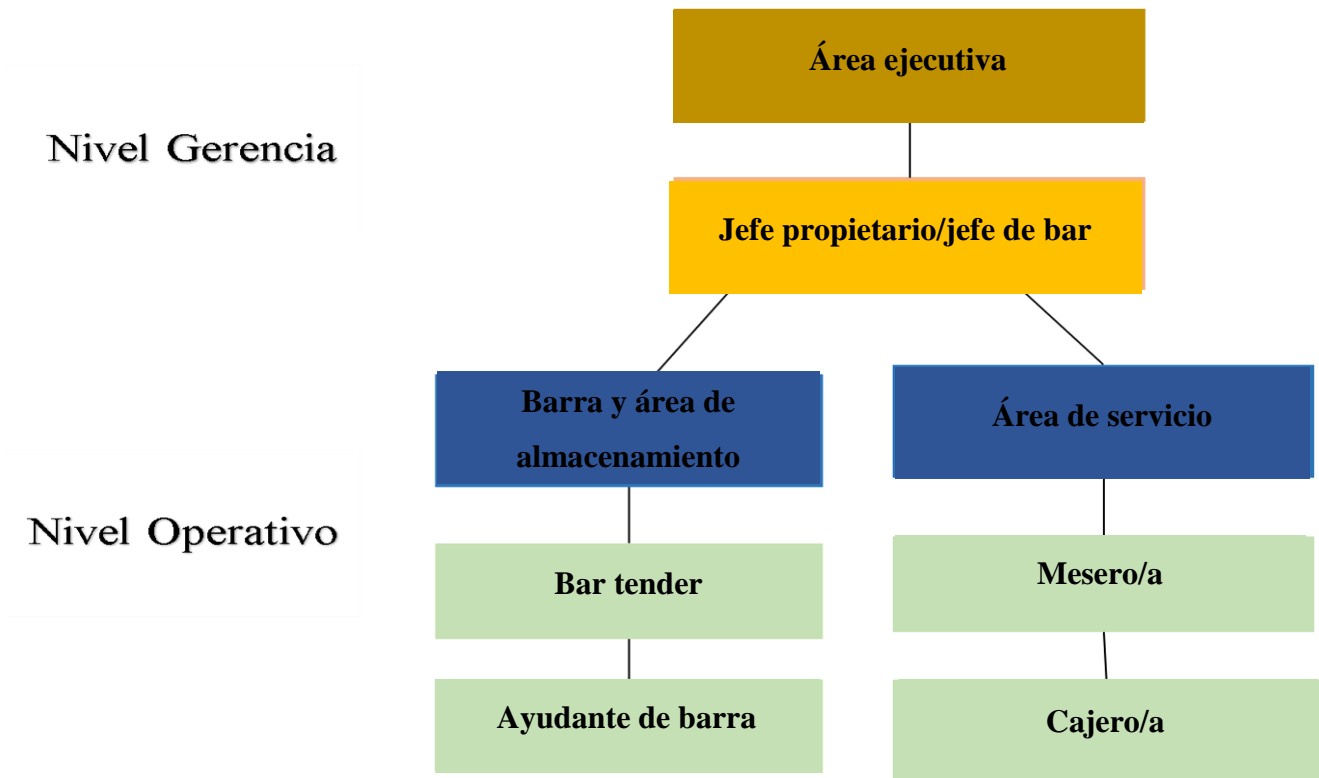 Área ejecutiva
Nivel Gerencia
Jefe propietario/jefe de bar
Barra y área de
almacenamiento
Área de servicio
Nivel Operativo
Bar tender
Mesero/a
Ayudante de barra
Cajero/a